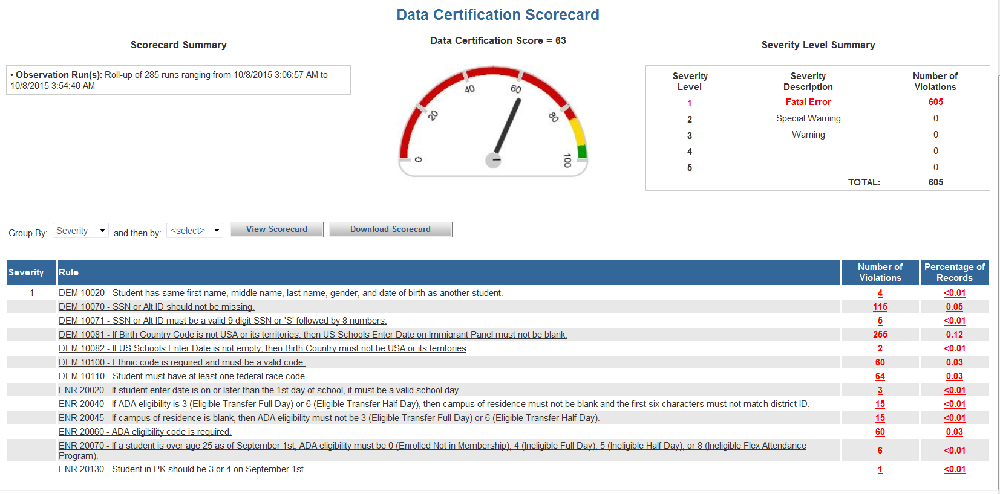 Data Certification Scorecard
Scorecard Summary
Data Certification Score = 63
Severity Level Summary
• Observation Run(s): Roll-up of 285 runs ranging from 10/8/2015 3:06:57 AM to
10/8/2015 3:54:40 AM
0
20
40
60
80
100
Severity Level Severity Description Number of Violations
1 Fatal Error 605
2 Special Warning 0
3 Warning 0
4 0
5 0
TOTAL: 605
Group By: Severity and then by: <select> View Scorecard Download Scorecard
Severity Rule Number of Violations Percentage of Records
1 DEM 10020 - Student has same first name, middle name, last name, gender, and date of birth as another student. 4 <0.01
DEM 10070 - SSN or Alt ID should not be missing. 115 0.05
DEM 10071 - SSN or Alt ID must be a valid 9 digit SSN or 'S' followed by 8 numbers. 5 <0.01
DEM 10081 - If Birth Country Code is not USA or its territories, then US Schools Enter Date on Immigrant Panel must not be blank. 255 0.12
DEM 10082 - If US Schools Enter Date is not empty, then Birth Country must not be USA or its territories 2 <0.01
DEM 10100 - Ethnic code is required and must be a valid code. 60 0.03
DEM 10110 - Student must have at least one federal race code. 64 0.03
ENR 20020 - If student enter date is on or later than the 1st day of school, it must be a valid school day. 3 <0.01
ENR 20040 - If ADA eligibility is 3 (Eligible Transfer Full Day) or 6 (Eligible Transfer Half Day), then campus of residence must not be blank and the first six characters must not match district ID. 15 <0.01
ENR 20045 - If campus of residence is blank, then ADA eligibility must not be 3 (Eligible Transfer Full Day) or 6 (Eligible Transfer Half Day). 15 <0.01
ENR 20060 - ADA eligibility code is required. 60 0.03
ENR 20070 - If a student is over age 25 as of September 1st, ADA eligibility must be 0 (Enrolled Not in Membership), 4 (Ineligible Full Day), 5 (Ineligible Half Day), or 8 (Ineligible Flex Attendance
Program). 6 <0.01
ENR 20130 - Student in PK should be 3 or 4 on September 1st. 1 <0.01